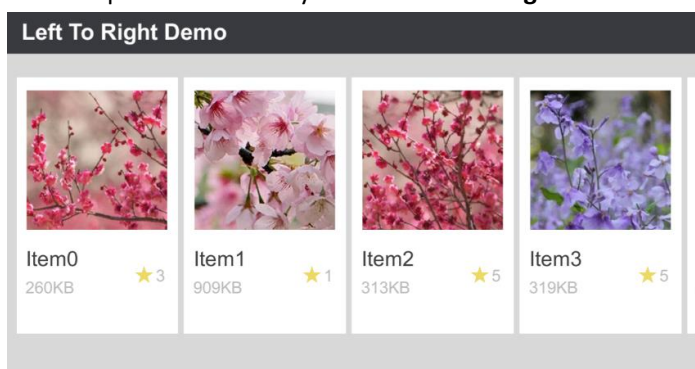 Left To Right Demo
Item0
260KB
3
Item1
909KB
1
Item2
313KB
5
Item3
319KB
5